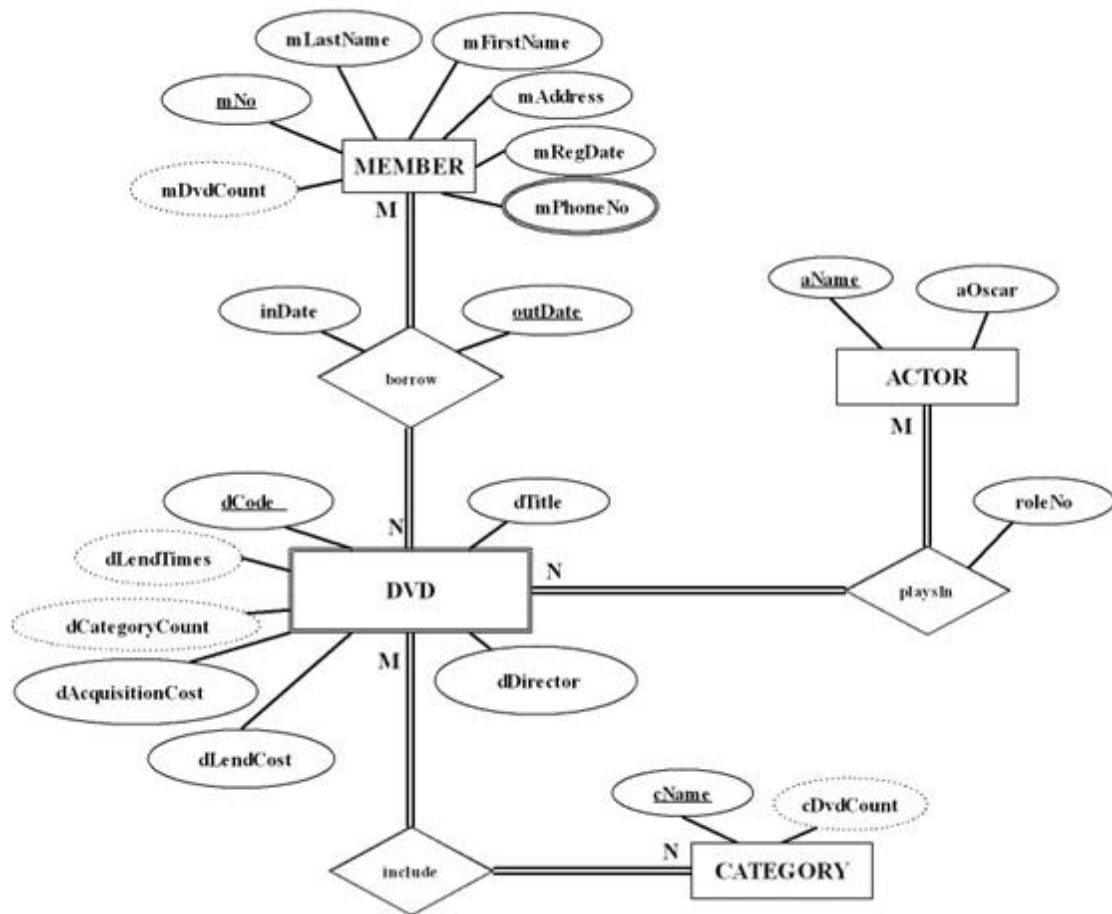 mLastName
mFirstName
mNo
mAddress
MEMBER
mRegDate
mDvdCount
mPhoneNo
M
inDate
outDate
borrow
aName
aOscar
ACTOR
M
dCode
dTitle
roleNo
N
dLendTimes
DVD
N
playsIn
dCategoryCount
M
dAcquisitionCost
dDirector
dLendCost
cName
cDvdCount
include
N
CATEGORY